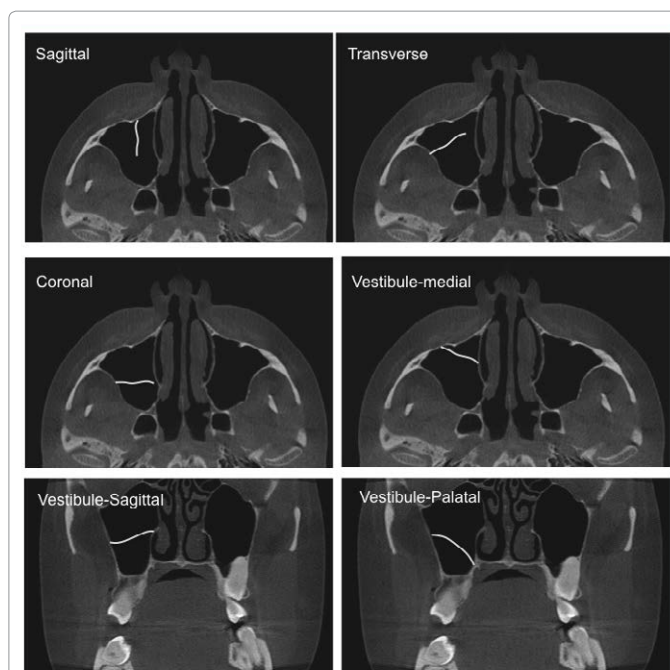 Sagittal
Transverse
Coronal
Vestibule-medial
Vestibule-Sagittal
Vestibule-Palatal